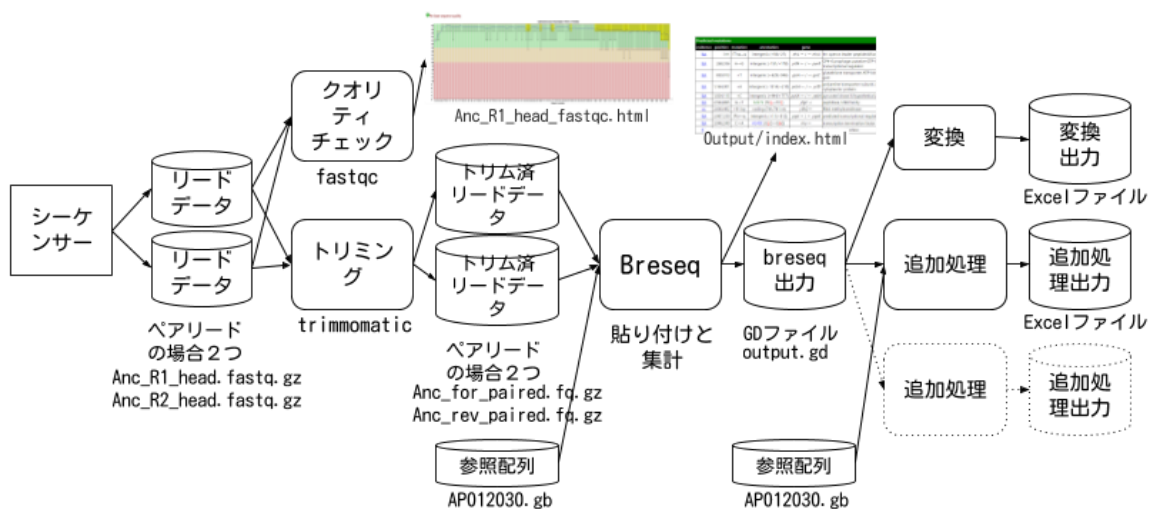 Anc_R1_head_fastqc.html
Output/index.html
クオリ
ティ
チェック
fastqc
変換
変換
出力
Excelファイル
シーケ
ンサー
リード
データ
リード
データ
ペアリード
の場合２つ
Anc_R1_head.fastq.gz
Anc_R2_head.fastq.gz
トリミン
グ
trimmomatic
トリム済
リードデー
タ
トリム済
リードデー
タ
ペアリード
の場合２つ
Anc_for_paired.fq.gz
Anc_rev_paired.fq.gz
参照配列
AP012030.gb
Breseq
貼り付けと
集計
breseq
出力
GDファイル
output.gd
追加処理
追加処
理出力
Excelファイル
追加処理
追加処
理出力
参照配列
AP012030.gb